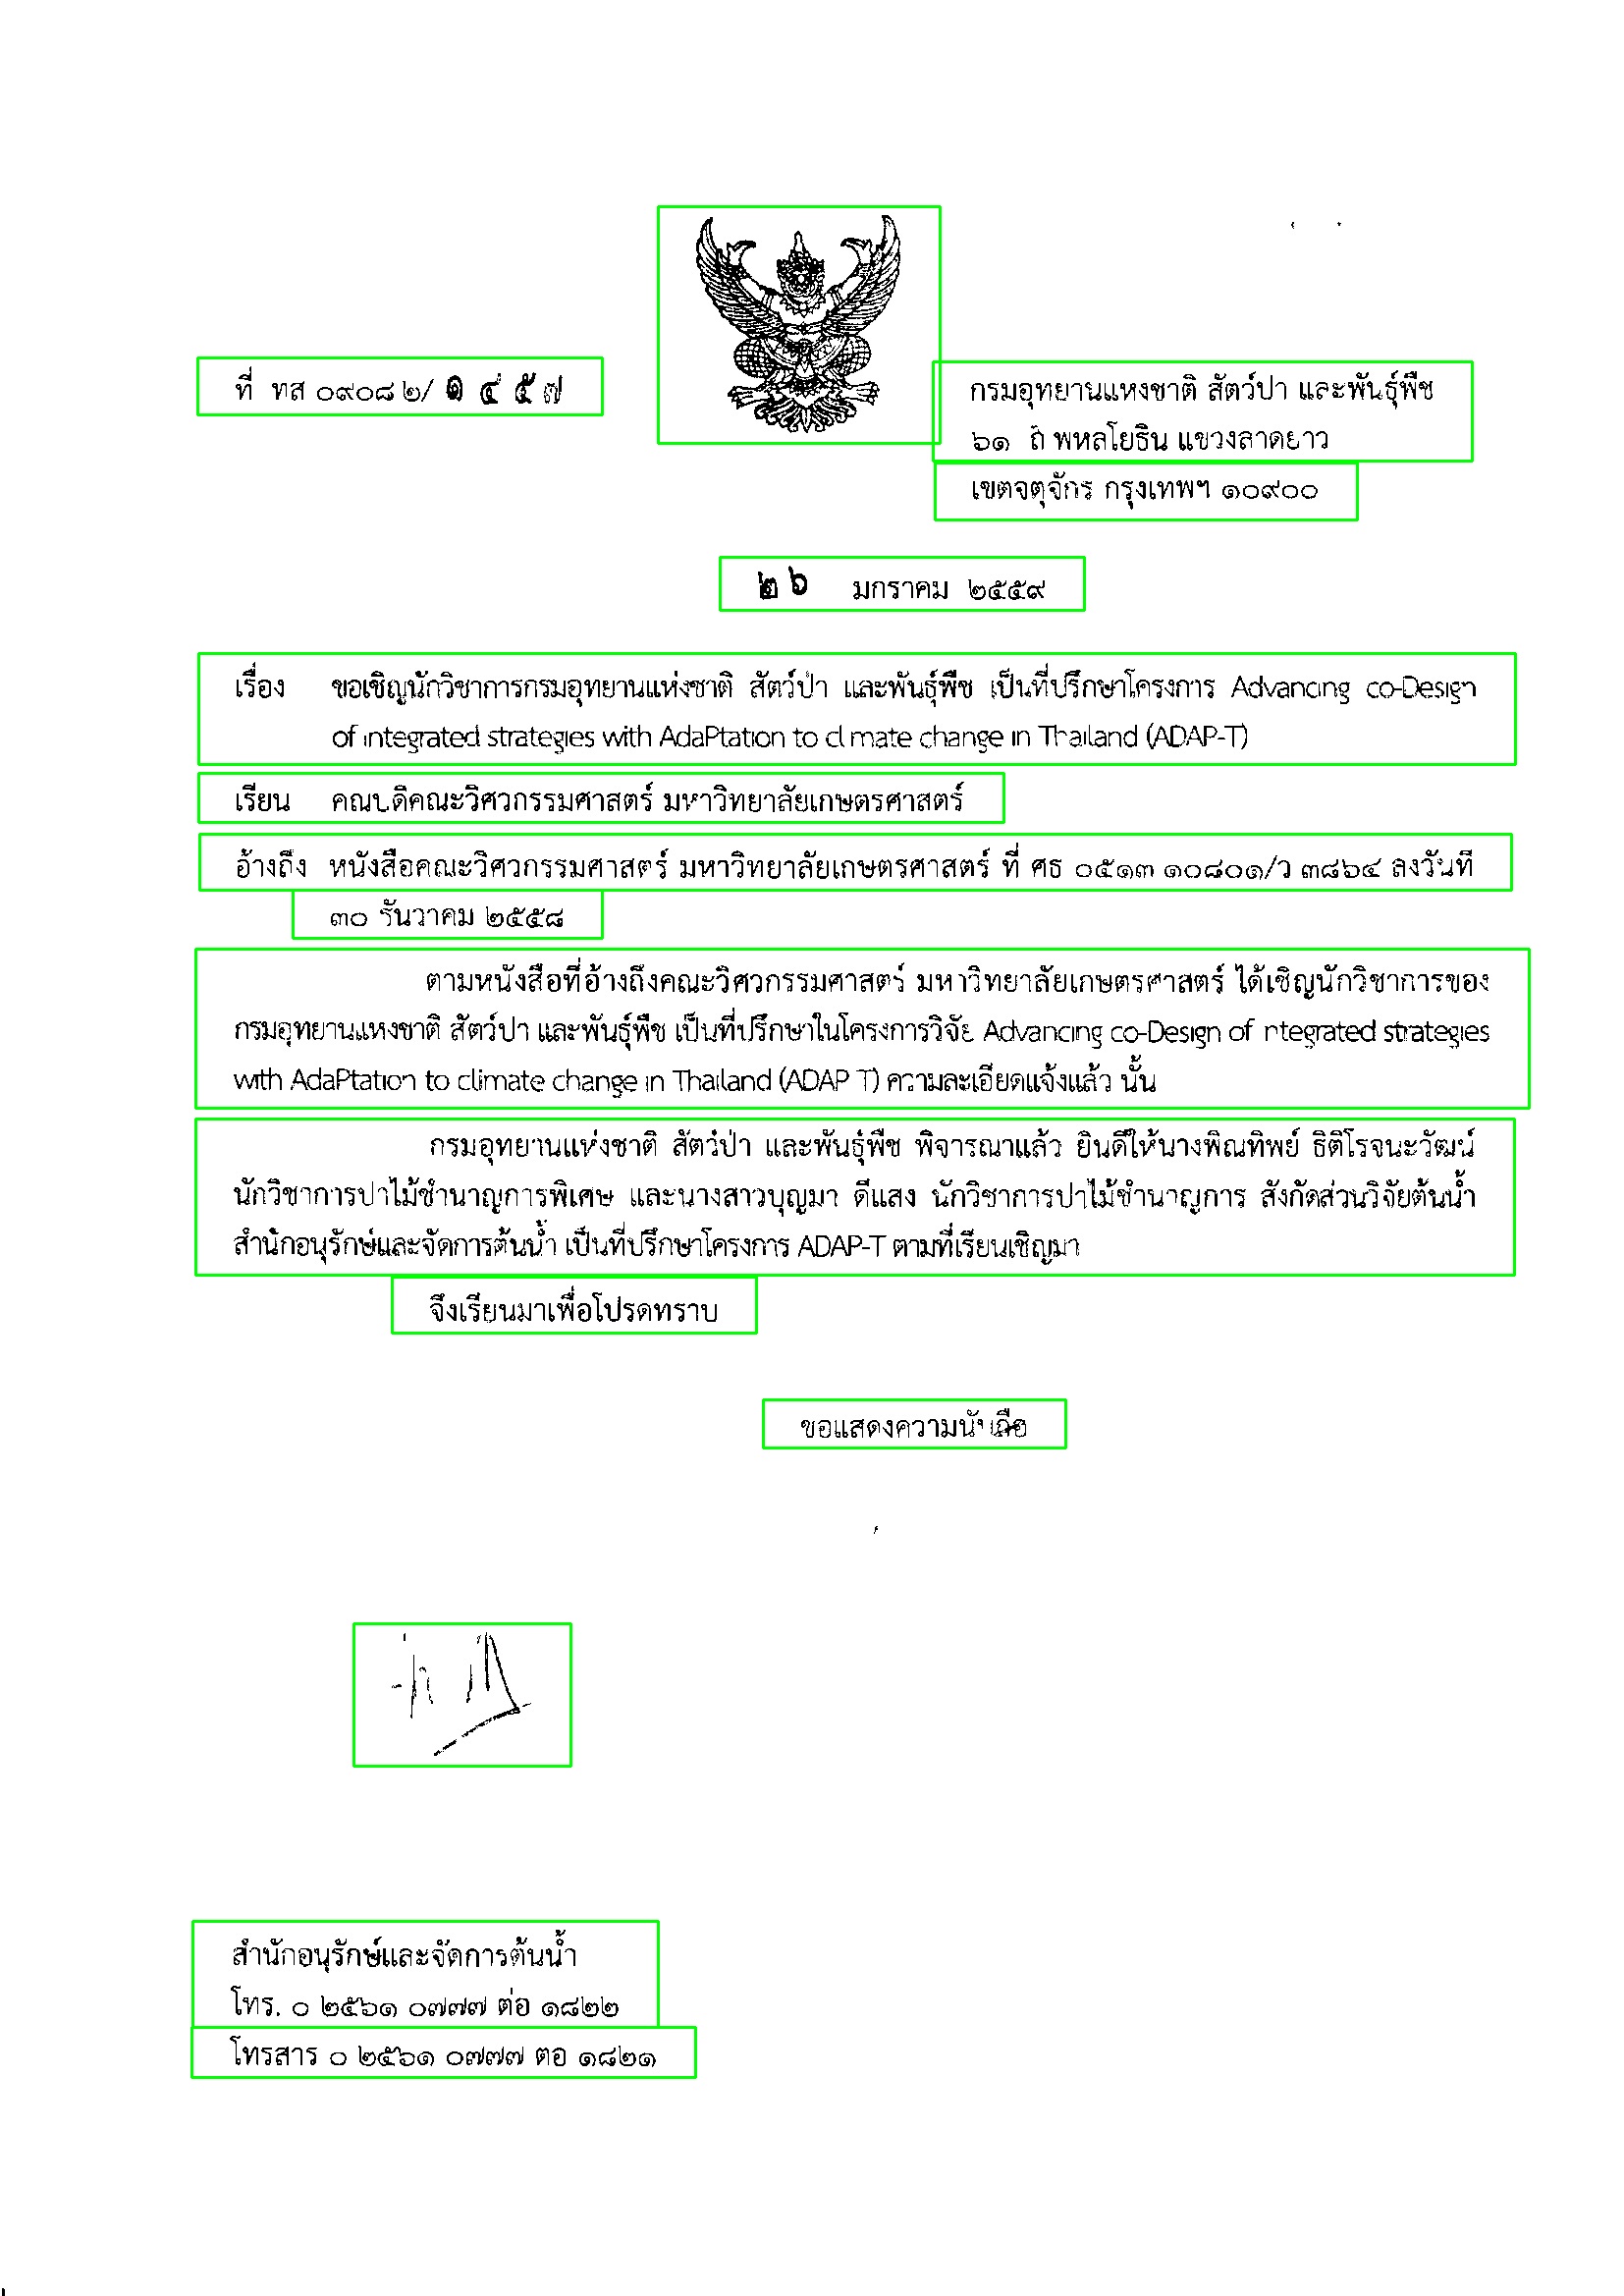 ที่ ทส ๐๙๐๘ ๒/ ๑ ๔ ๕ ๗
กรมอุทยานแหงชาติ สัตว์ปา และพันธุ์พืช
๖๑ ถ พหลโยธิน แขวงลาดยาว
เขตจตุจักร กรุงเทพฯ ๑๐๙๐๐
๒ ๖ มกราคม ๒๕๕๙
เรื่อง ขอเชิญนักวิชาการกรมอุทยานแห่งชาติ สัตว์ป่า และพันธุ์พืช เป็นที่ปรึกษาโครงการ Advancing co-Design
of integrated strategies with AdaPtation to climate change in Thailand (ADAP-T)
เรียน คณบดีคณะวิศวกรรมศาสตร์ มหาวิทยาลัยเกษตรศาสตร์
อ้างถึง หนังสือคณะวิศวกรรมศาสตร์ มหาวิทยาลัยเกษตรศาสตร์ ที่ ศธ ๐๕๑๓ ๑๐๘๐๑/ว ๓๘๖๔ ลงวันที
๓๐ ธันวาคม ๒๕๕๘
ตามหนังสือที่อ้างถึงคณะวิศวกรรมศาสตร์ มหาวิทยาลัยเกษตรศาสตร์ ได้เชิญนักวิชาการของ
กรมอุทยานแหงชาติ สัตว์ปา และพันธุ์พืช เป็นที่ปรึกษาในโครงการวิจัย Advancing co-Design of integrated strategies
with AdaPtation to climate change in Thailand (ADAP T) ความละเอียดแจ้งแล้ว นั้น
กรมอุทยานแห่งชาติ สัตว์ป่า และพันธุ์พืช พิจารณาแล้ว ยินดีให้นางพิณทิพย์ ธิติโรจนะวัฒน์
นักวิชาการปาไม้ชำนาญการพิเศษ และนางสาวบุญมา ดีแสง นักวิชาการปาไม้ชำนาญการ สังกัดส่วนวิจัยต้นน้ำ
สำนักอนุรักษ์และจัดการต้นน้ำ เป็นที่ปรึกษาโครงการ ADAP-T ตามที่เรียนเชิญมา
จึงเรียนมาเพื่อโปรดทราบ
ขอแสดงความนับถือ
สำนักอนุรักษ์และจัดการต้นน้ำ
โทร. ๐ ๒๕๖๑ ๐๗๗๗ ต่อ ๑๘๒๒
โทรสาร ๐ ๒๕๖๑ ๐๗๗๗ ตอ ๑๘๒๑